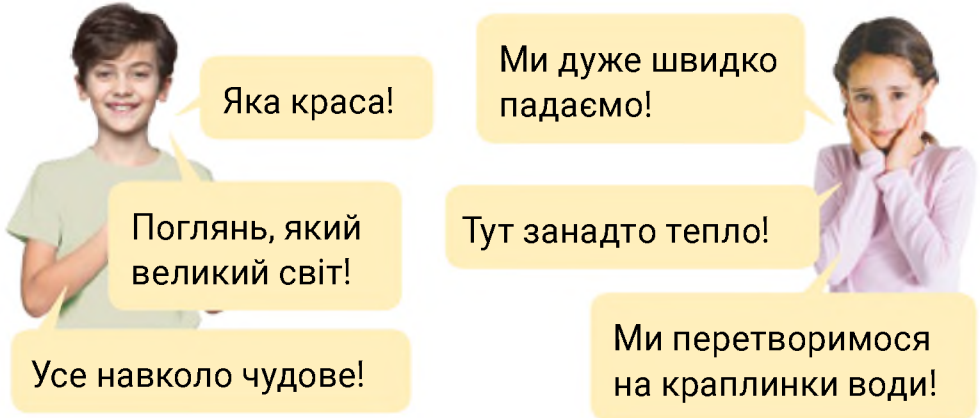 Яка краса!
Поглянь, який
великий світ!
Усе навколо чудове!
Ми дуже швидко
падаємо!
Тут занадто тепло!
Ми перетворимося
на краплинки води!